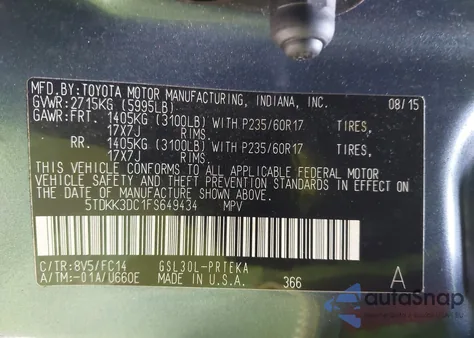 MFD.BY:TOYOTA MOTOR MANUFACTURING, INDIANA, INC. 08/15
GVWR:2715KG (5995LB)
GAWR:FRT. 1405KG (3100LB) WITH P235/60R17 TIRES,
17X7J RIMS.
RR. 1405KG (3100LB) WITH P235/60R17 TIRES,
17X7J RIMS.
THIS VEHICLE CONFORMS TO ALL APPLICABLE FEDERAL MOTOR
VEHICLE SAFETY AND THEFT PREVENTION STANDARDS IN EFFECT ON
THE DATE OF MANUFACTURE SHOWN ABOVE.
5TDKK3DC1FS649434 MPV
C/TR:8V5/FC14 GSL30L-PRTEKA
A/TM:-01A/U660E MADE IN U.S.A. 366 A
autoSnap